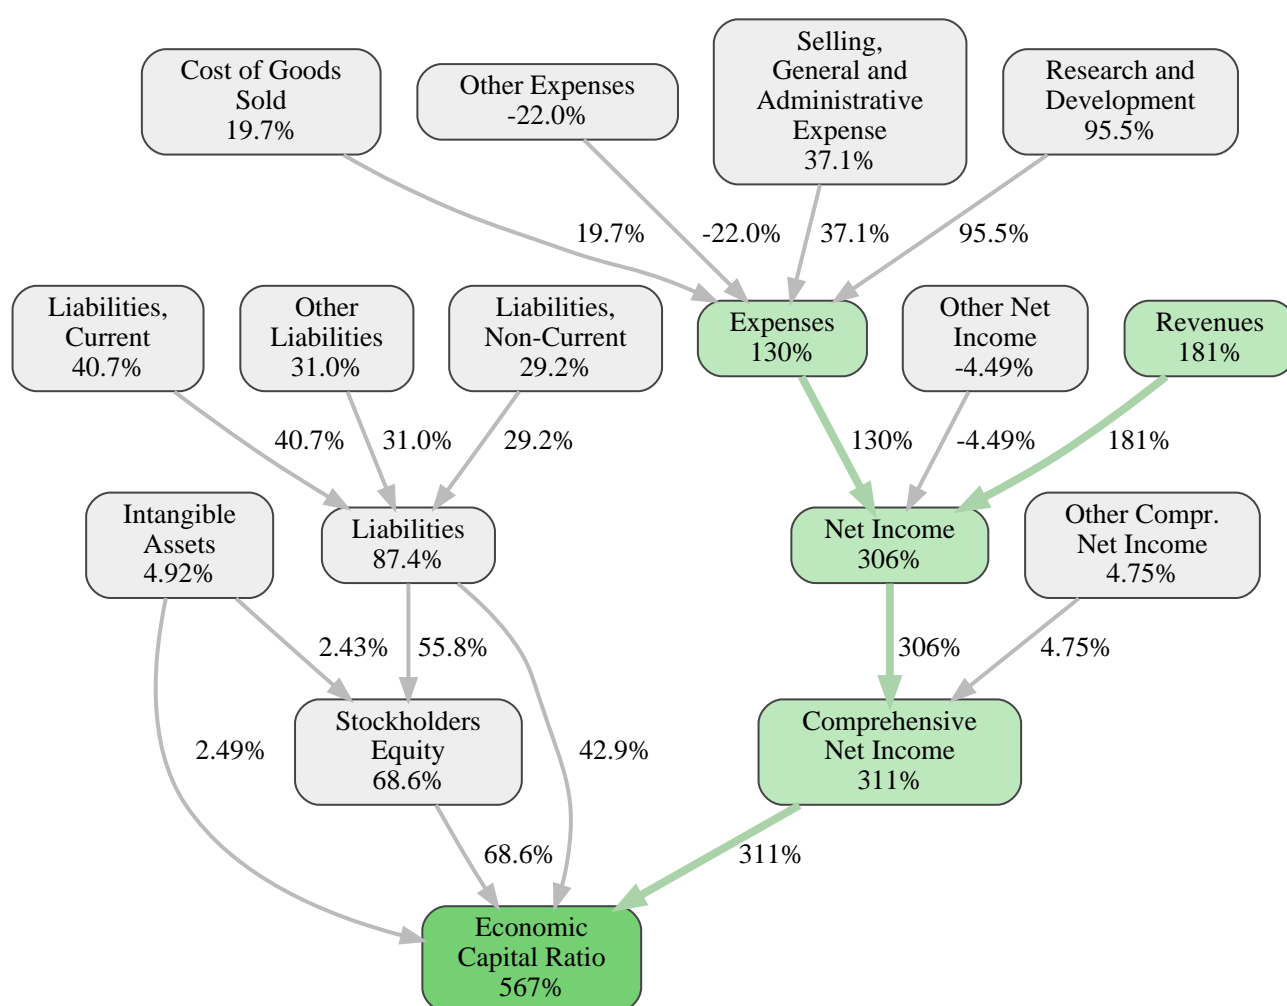 Cost of Goods
Sold
19.7%
Other Expenses
-22.0%
Selling,
General and
Administrative
Expense
37.1%
Research and
Development
95.5%
19.7%
-22.0%
37.1%
95.5%
Liabilities,
Current
40.7%
Other
Liabilities
31.0%
Liabilities,
Non-Current
29.2%
Expenses
130%
Other Net
Income
-4.49%
Revenues
181%
40.7%
31.0%
29.2%
130%
-4.49%
181%
Intangible
Assets
4.92%
Liabilities
87.4%
Net Income
306%
Other Compr.
Net Income
4.75%
2.43%
55.8%
306%
4.75%
Stockholders
Equity
68.6%
Comprehensive
Net Income
311%
2.49%
42.9%
68.6%
311%
Economic
Capital Ratio
567%